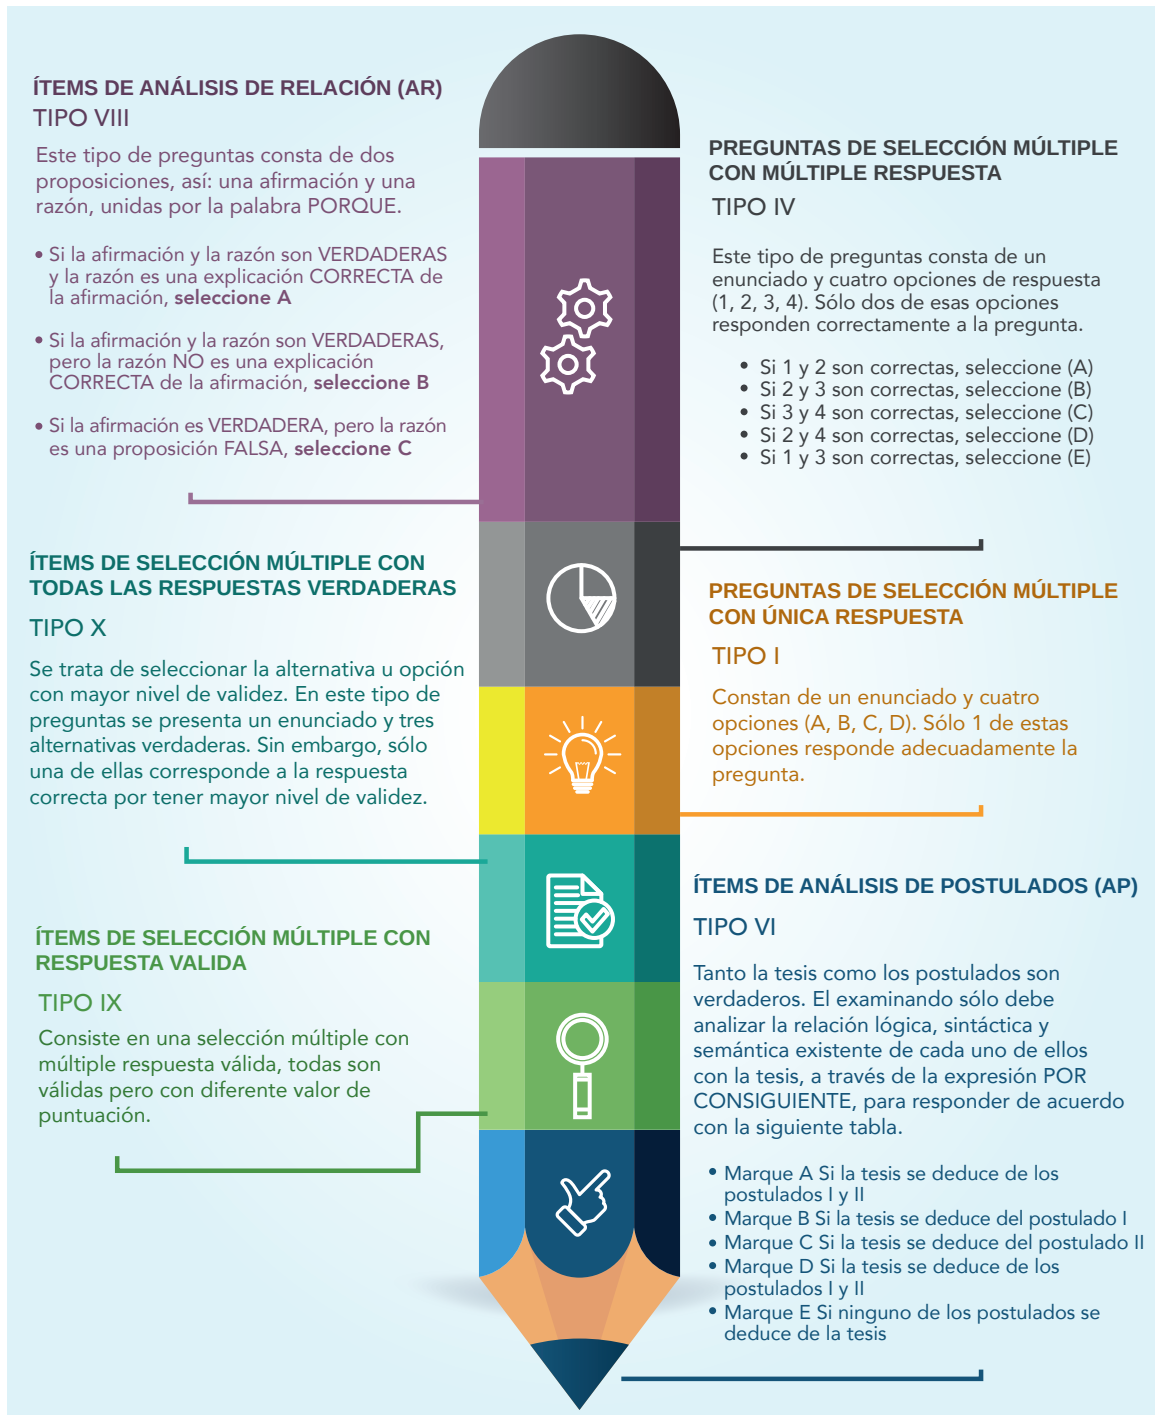 ÍTEMS DE ANÁLISIS DE RELACIÓN (AR)
TIPO VIII
Este tipo de preguntas consta de dos
proposiciones, así: una afirmación y una
razón, unidas por la palabra PORQUE.
• Si la afirmación y la razón son VERDADERAS
y la razón es una explicación CORRECTA de
la afirmación, seleccione A
• Si la afirmación y la razón son VERDADERAS,
pero la razón NO es una explicación
CORRECTA de la afirmación, seleccione B
• Si la afirmación es VERDADERA, pero la razón
es una proposición FALSA, seleccione C
PREGUNTAS DE SELECCIÓN MÚLTIPLE
CON MÚLTIPLE RESPUESTA
TIPO IV
Este tipo de preguntas consta de un
enunciado y cuatro opciones de respuesta
(1, 2, 3, 4). Sólo dos de esas opciones
responden correctamente a la pregunta.
• Si 1 y 2 son correctas, seleccione (A)
• Si 2 y 3 son correctas, seleccione (B)
• Si 3 y 4 son correctas, seleccione (C)
• Si 2 y 4 son correctas, seleccione (D)
• Si 1 y 3 son correctas, seleccione (E)
ÍTEMS DE SELECCIÓN MÚLTIPLE CON
TODAS LAS RESPUESTAS VERDADERAS
TIPO X
Se trata de seleccionar la alternativa u opción
con mayor nivel de validez. En este tipo de
preguntas se presenta un enunciado y tres
alternativas verdaderas. Sin embargo, sólo
una de ellas corresponde a la respuesta
correcta por tener mayor nivel de validez.
PREGUNTAS DE SELECCIÓN MÚLTIPLE
CON ÚNICA RESPUESTA
TIPO I
Constan de un enunciado y cuatro
opciones (A, B, C, D). Sólo 1 de estas
opciones responde adecuadamente la
pregunta.
ÍTEMS DE SELECCIÓN MÚLTIPLE CON
RESPUESTA VALIDA
TIPO IX
Consiste en una selección múltiple con
múltiple respuesta válida, todas son
válidas pero con diferente valor de
puntuación.
ÍTEMS DE ANÁLISIS DE POSTULADOS (AP)
TIPO VI
Tanto la tesis como los postulados son
verdaderos. El examinando sólo debe
analizar la relación lógica, sintáctica y
semántica existente de cada uno de ellos
con la tesis, a través de la expresión POR
CONSIGUIENTE, para responder de acuerdo
con la siguiente tabla.
• Marque A Si la tesis se deduce de los
postulados I y II
• Marque B Si la tesis se deduce del postulado I
• Marque C Si la tesis se deduce del postulado II
• Marque D Si la tesis se deduce de los
postulados I y II
• Marque E Si ninguno de los postulados se
deduce de la tesis